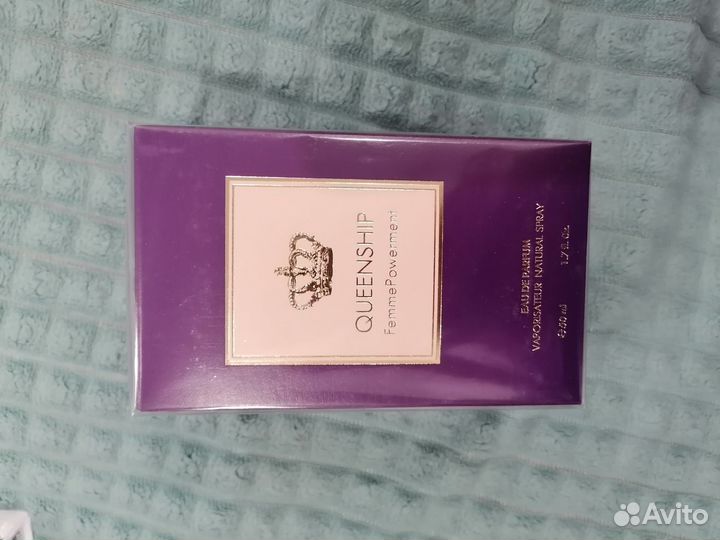 QUEENSHIP
FemmePowerment
EAU DE PARFUM
VAPORISATEUR NATURAL SPRAY
℮50 ml 1.7 fl. oz.
Avito